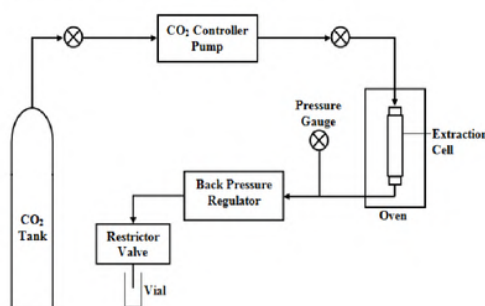 CO₂ Controller
Pump
Pressure
Gauge
Extraction
Cell
Back Pressure
Regulator
Oven
CO₂
Tank
Restrictor
Valve
Vial